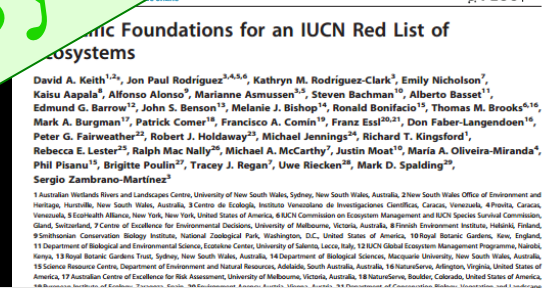 Foundations for an IUCN Red List of
David A. Keith1,2*, Jon Paul Rodríguez3,4,5,6, Kathryn M. Rodríguez-Clark3, Emily Nicholson7,
Kaisu Aapala8, Alfonso Alonso9, Marianne Asmussen3,5, Steven Bachman10, Alberto Basset11,
Edmund G. Barrow12, John S. Benson13, Melanie J. Bishop14, Ronald Bonifacio15, Thomas M. Brooks6,16,
Mark A. Burgman17, Patrick Comer18, Francisco A. Comín19, Franz Essl20,21, Don Faber-Langendoen16,
Peter G. Fairweather22, Robert J. Holdaway23, Michael Jennings24, Richard T. Kingsford1,
Rebecca E. Lester25, Ralph Mac Nally26, Michael A. McCarthy7, Justin Moat10, María A. Oliveira-Miranda4,
Phil Pisanu15, Brigitte Poulin27, Tracey J. Regan7, Uwe Riecken28, Mark D. Spalding29,
Sergio Zambrano-Martínez3
1 Australian Wetlands Rivers and Landscapes Centre, University of New South Wales, Sydney, New South Wales, Australia, 2 New South Wales Office of Environment and
Heritage, Hurstville, New South Wales, Australia, 3 Centro de Ecología, Instituto Venezolano de Investigaciones Científicas, Caracas, Venezuela, 4 Provita, Caracas,
Venezuela, 5 EcoHealth Alliance, New York, New York, United States of America, 6 IUCN Commission on Ecosystem Management and IUCN Species Survival Commission,
Gland, Switzerland, 7 Centre of Excellence for Environmental Decisions, University of Melbourne, Victoria, Australia, 8 Finnish Environment Institute, Helsinki, Finland,
9 Smithsonian Conservation Biology Institute, National Zoological Park, Washington, D.C., United States of America, 10 Royal Botanic Gardens, Kew, England,
11 Department of Biological and Environmental Science, Ecotekne Center, University of Salento, Lecce, Italy, 12 IUCN Global Ecosystem Management Programme, Nairobi,
Kenya, 13 Royal Botanic Gardens Trust, Sydney, New South Wales, Australia, 14 Department of Biological Sciences, Macquarie University, New South Wales, Australia,
15 Science Resource Centre, Department of Environment and Natural Resources, Adelaide, South Australia, Australia, 16 NatureServe, Arlington, Virginia, United States of
America, 17 Australian Centre of Excellence for Risk Assessment, University of Melbourne, Victoria, Australia, 18 NatureServe, Boulder, Colorado, United States of America,